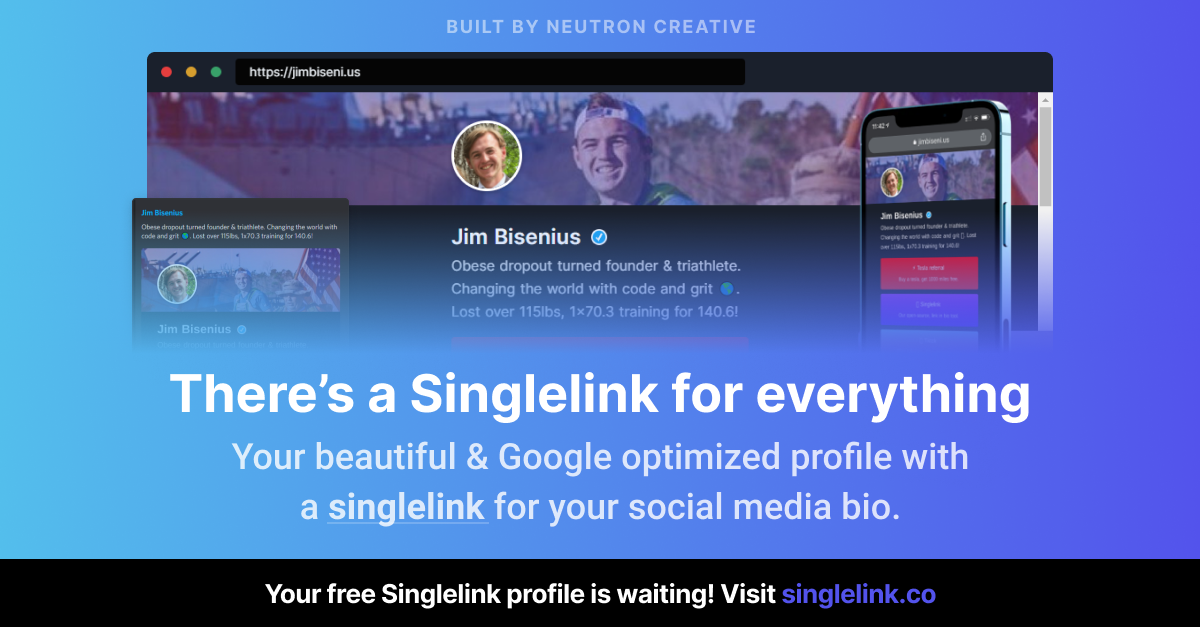 BUILT BY NEUTRON CREATIVE
https://jimbiseni.us
Jim Bisenius
Obese dropout turned founder & triathlete.
Changing the world with code and grit 🌎.
Lost over 115lbs, 1x70.3 training for 140.6!
Jim Bisenius
Obese dropout turned founder & triathlete. Changing the world with
code and grit 🌎. Lost over 115lbs, 1x70.3 training for 140.6!
Jim Bisenius
11:42
jimbiseni.us
Jim Bisenius
Obese dropout turned founder & triathlete.
Changing the world with code and grit. Lost
over 115lbs, 1x70.3 training for 140.6!
Tesla referral
Singlelink
There's a Singlelink for everything
Your beautiful & Google optimized profile with
a singlelink for your social media bio.
Your free Singlelink profile is waiting! Visit singlelink.co